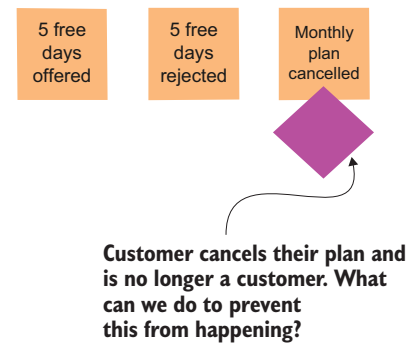 5 free
days
offered
5 free
days
rejected
Monthly
plan
cancelled
Customer cancels their plan and
is no longer a customer. What
can we do to prevent
this from happening?